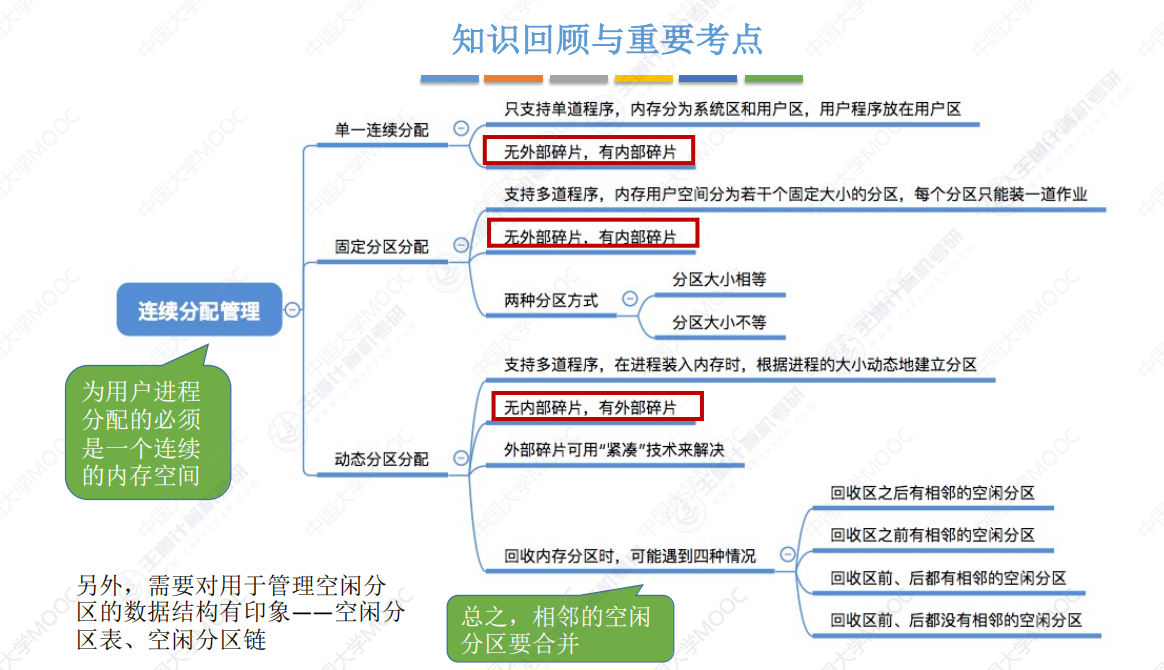 知识回顾与重要考点
只支持单道程序，内存分为系统区和用户区，用户程序放在用户区
单一连续分配
无外部碎片，有内部碎片
支持多道程序，内存用户空间分为若干个固定大小的分区，每个分区只能装一道作业
固定分区分配
无外部碎片，有内部碎片
两种分区方式
分区大小相等
分区大小不等
连续分配管理
为用户进程
分配的必须
是一个连续
的内存空间
支持多道程序，在进程装入内存时，根据进程的大小动态地建立分区
无内部碎片，有外部碎片
动态分区分配
外部碎片可用“紧凑”技术来解决
回收内存分区时，可能遇到四种情况
回收区之后有相邻的空闲分区
回收区之前有相邻的空闲分区
回收区前、后都有相邻的空闲分区
回收区前、后都没有相邻的空闲分区
另外，需要对用于管理空闲分
区的数据结构有印象——空闲分
区表、空闲分区链
总之，相邻的空闲
分区要合并
中国大学MOOC
王道计算机考研